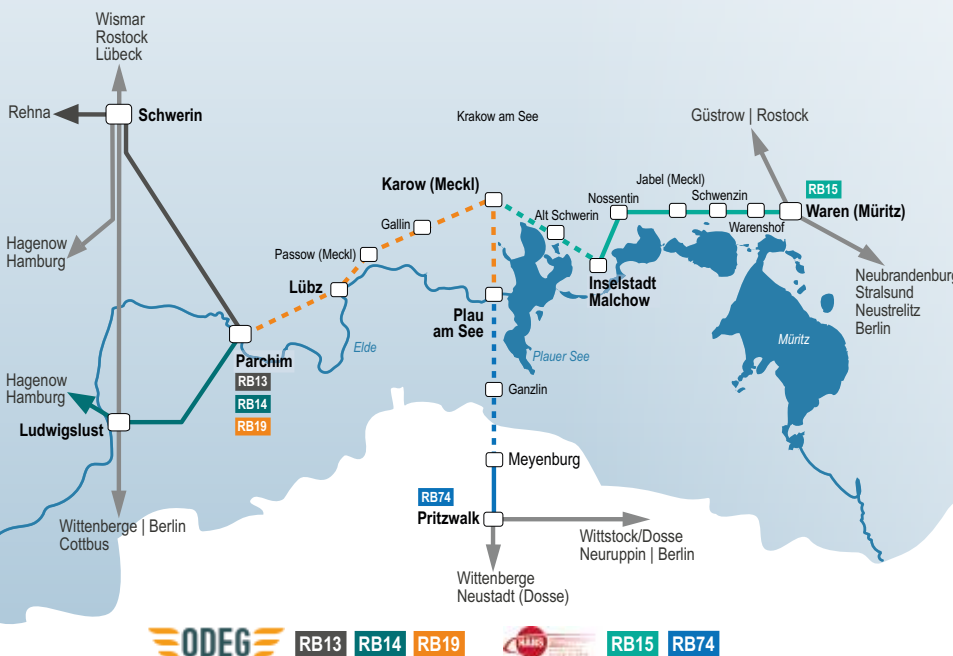 Wismar
Rostock
Lübeck
Rehna
Schwerin
Krakow am See
Güstrow | Rostock
Karow (Meckl)
Jabel (Meckl)
RB15
Nossentin
Schwenzin
Waren (Müritz)
Gallin
Alt Schwerin
Warenshof
Hagenow
Hamburg
Passow (Meckl)
Lübz
Inselstadt
Malchow
Neubrandenburg
Stralsund
Neustrelitz
Berlin
Plau
am See
Elde
Plauer See
Müritz
Parchim
RB13
RB14
RB19
Hagenow
Hamburg
Ludwigslust
Ganzlin
Meyenburg
RB74
Pritzwalk
Wittenberge | Berlin
Cottbus
Wittstock/Dosse
Neuruppin | Berlin
Wittenberge
Neustadt (Dosse)
ODEG RB13 RB14 RB19 HANS RB15 RB74